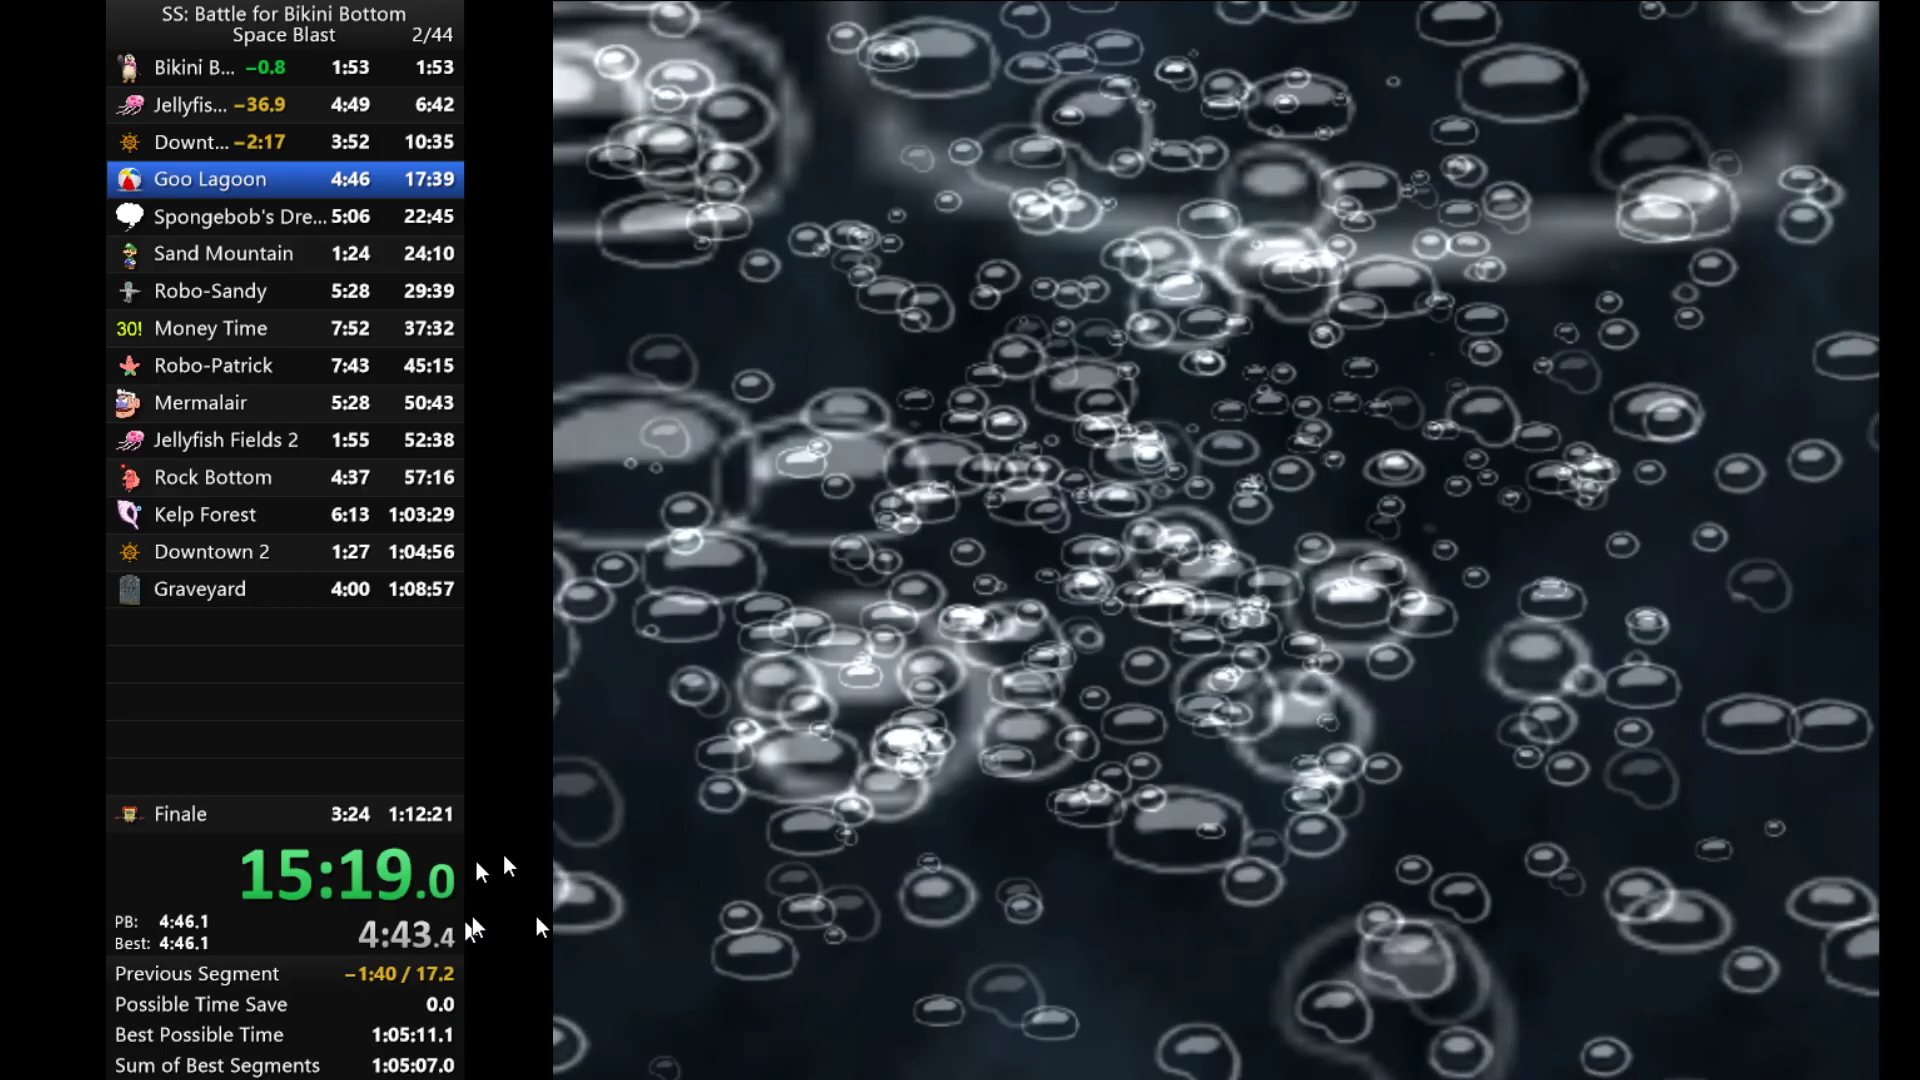 SS: Battle for Bikini Bottom
Space Blast 2/44
Bikini B... −0.8 1:53 1:53
Jellyfis... −36.9 4:49 6:42
Downt... −2:17 3:52 10:35
Goo Lagoon 4:46 17:39
Spongebob's Dre... 5:06 22:45
Sand Mountain 1:24 24:10
Robo-Sandy 5:28 29:39
30! Money Time 7:52 37:32
Robo-Patrick 7:43 45:15
Mermalair 5:28 50:43
Jellyfish Fields 2 1:55 52:38
Rock Bottom 4:37 57:16
Kelp Forest 6:13 1:03:29
Downtown 2 1:27 1:04:56
Graveyard 4:00 1:08:57
Finale 3:24 1:12:21
15:19.0
PB: 4:46.1
Best: 4:46.1
4:43.4
Previous Segment −1:40 / 17.2
Possible Time Save 0.0
Best Possible Time 1:05:11.1
Sum of Best Segments 1:05:07.0